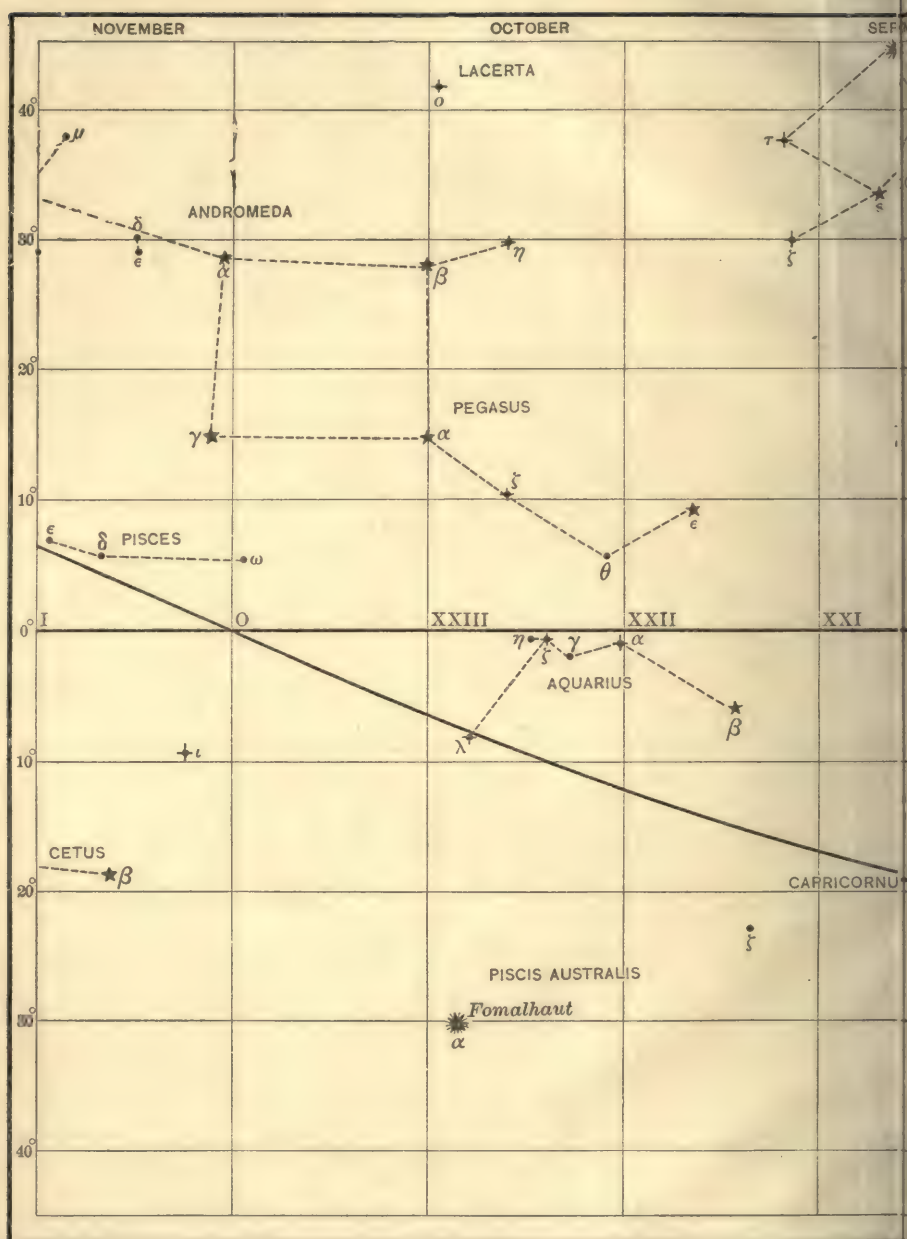 NOVEMBER OCTOBER
LACERTA
ο
40°
μ
τ
ANDROMEDA
s
δ
30°
η
ζ
ε
α
β
20°
PEGASUS
γ
α
ζ
10°
ε
ε
δ
PISCES
ω
θ
0°
I O XXIII XXII XXI
η
ζ
γ
α
AQUARIUS
β
λ
10°
ι
CETUS
β
20°
CAPRICORNU
ζ
PISCIS AUSTRALIS
Fomalhaut
30°
α
40°